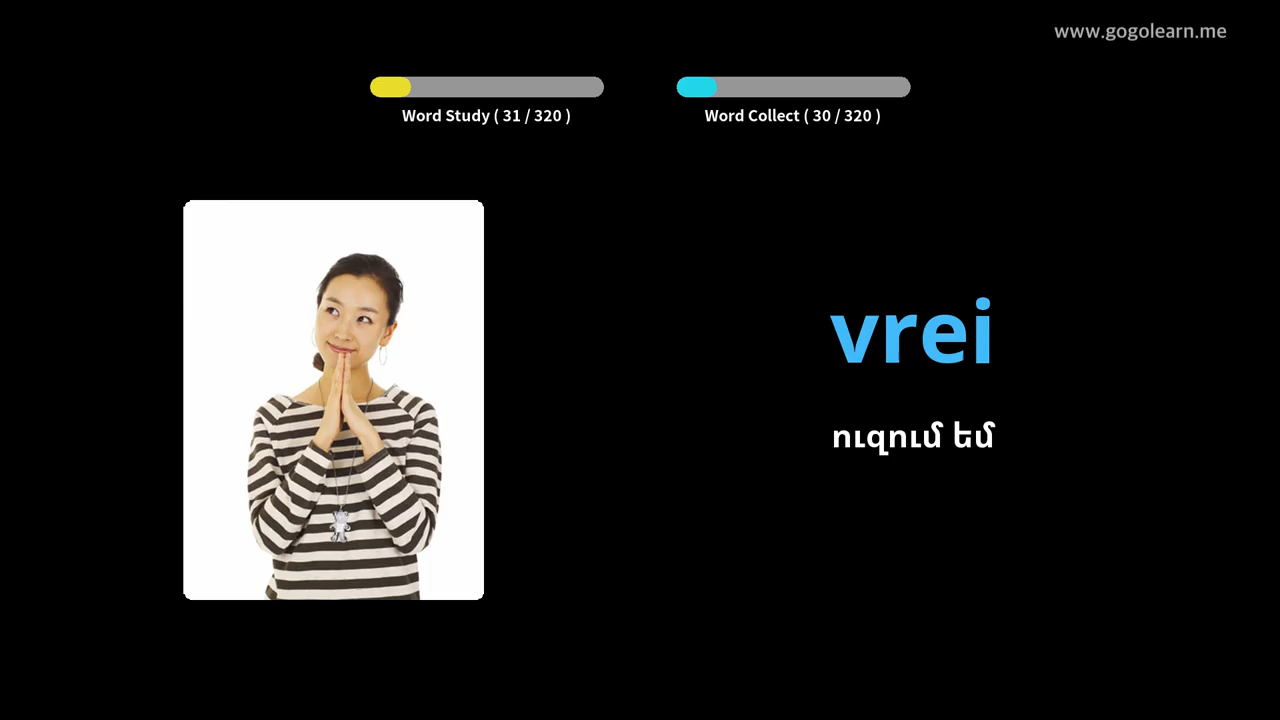 www.gogolearn.me
Word Study ( 31 / 320 )
Word Collect ( 30 / 320 )
vrei
ուզում եմ